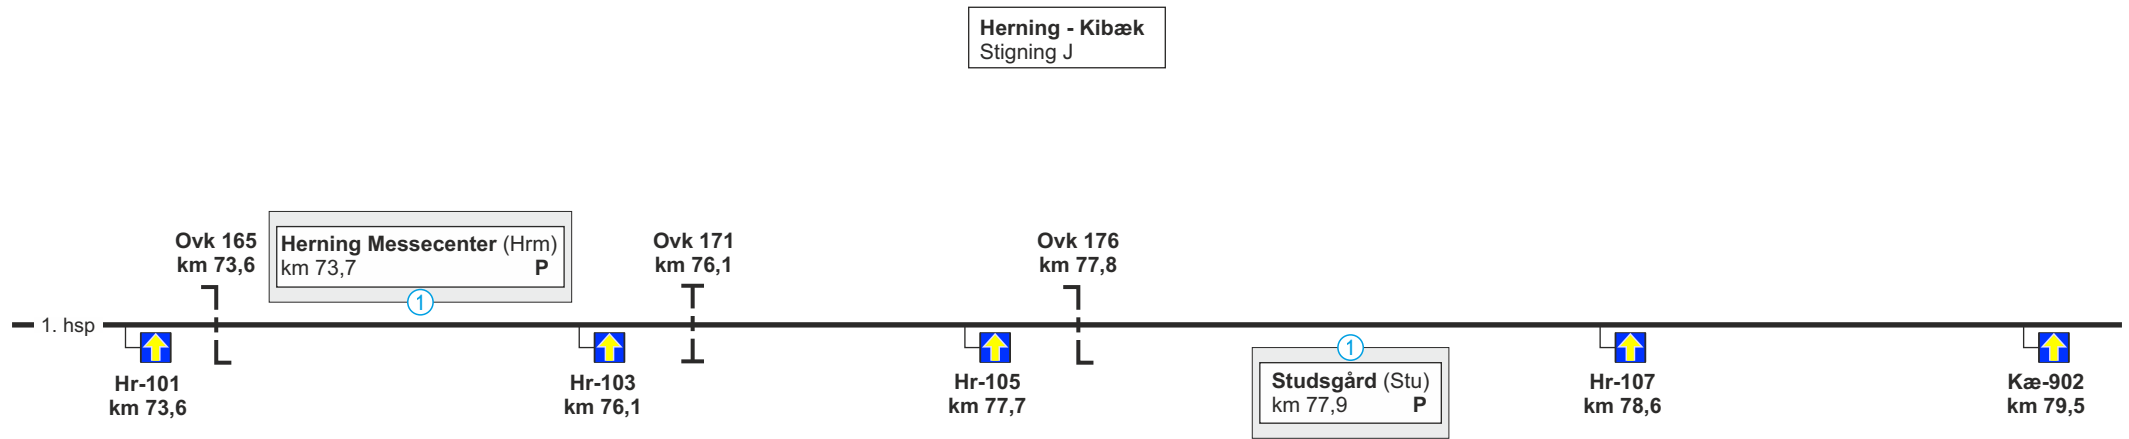 Herning - Kibæk
Stigning J
Ovk 165
km 73,6
Herning Messecenter (Hrm)
km 73,7 P
1
Ovk 171
km 76,1
Ovk 176
km 77,8
1. hsp
Hr-101
km 73,6
Hr-103
km 76,1
Hr-105
km 77,7
1
Studsgård (Stu)
km 77,9 P
Hr-107
km 78,6
Kæ-902
km 79,5